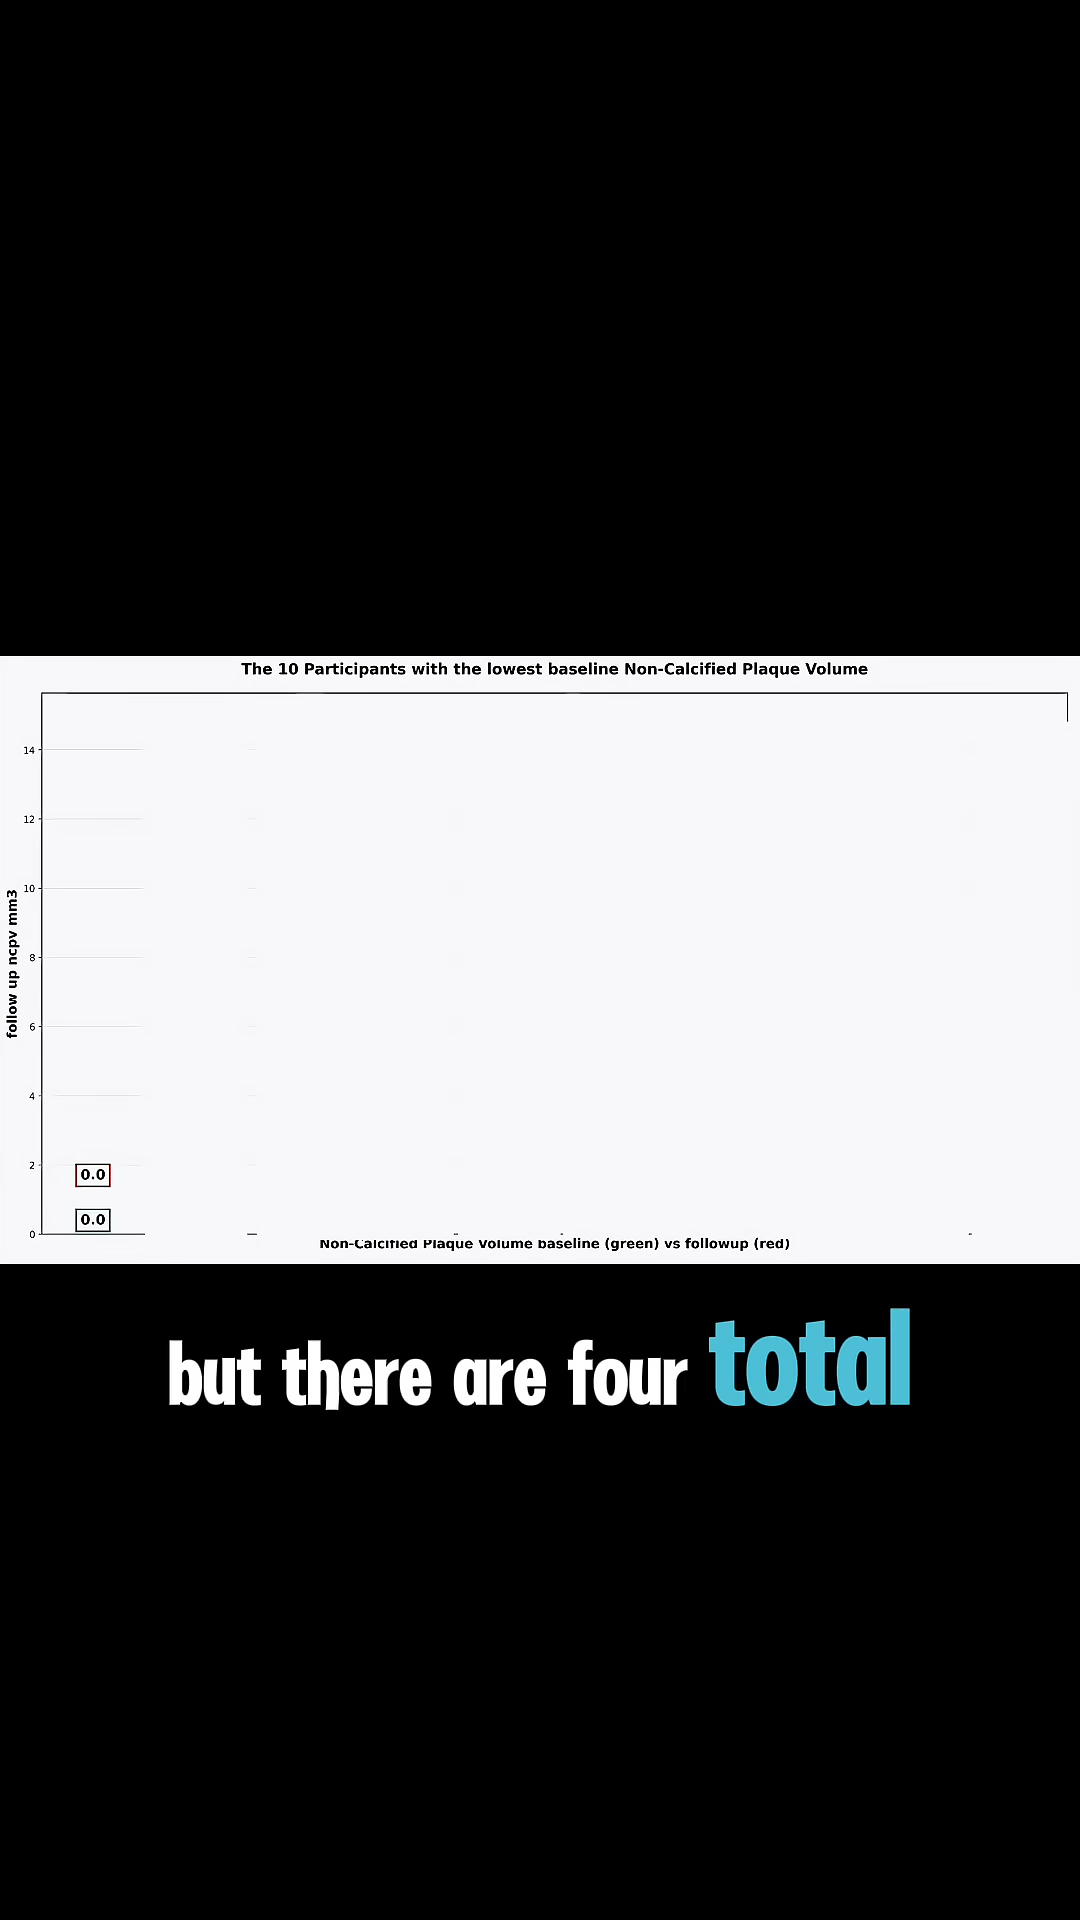 The 10 Participants with the lowest baseline Non-Calcified Plaque Volume
14
12
10
8
6
4
2
0
follow up ncpv mm3
0.0
0.0
Non-Calcified Plaque Volume baseline (green) vs followup (red)
but there are four total